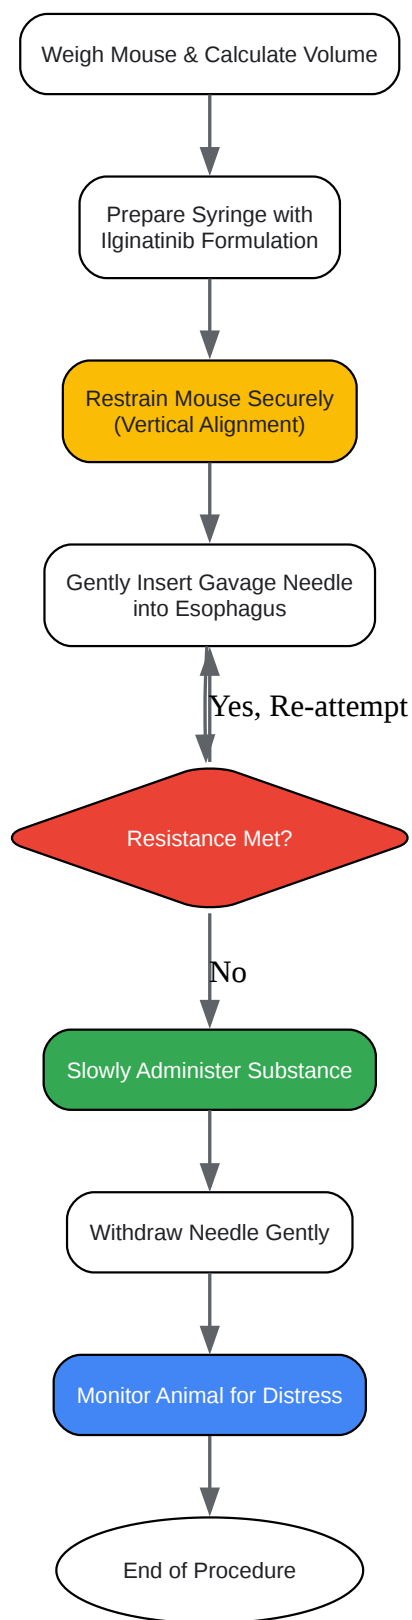 Weigh Mouse & Calculate Volume
Prepare Syringe with
Ilginatinib Formulation
Restrain Mouse Securely
(Vertical Alignment)
Gently Insert Gavage Needle
into Esophagus
Yes, Re-attempt
Resistance Met?
No
Slowly Administer Substance
Withdraw Needle Gently
Monitor Animal for Distress
End of Procedure